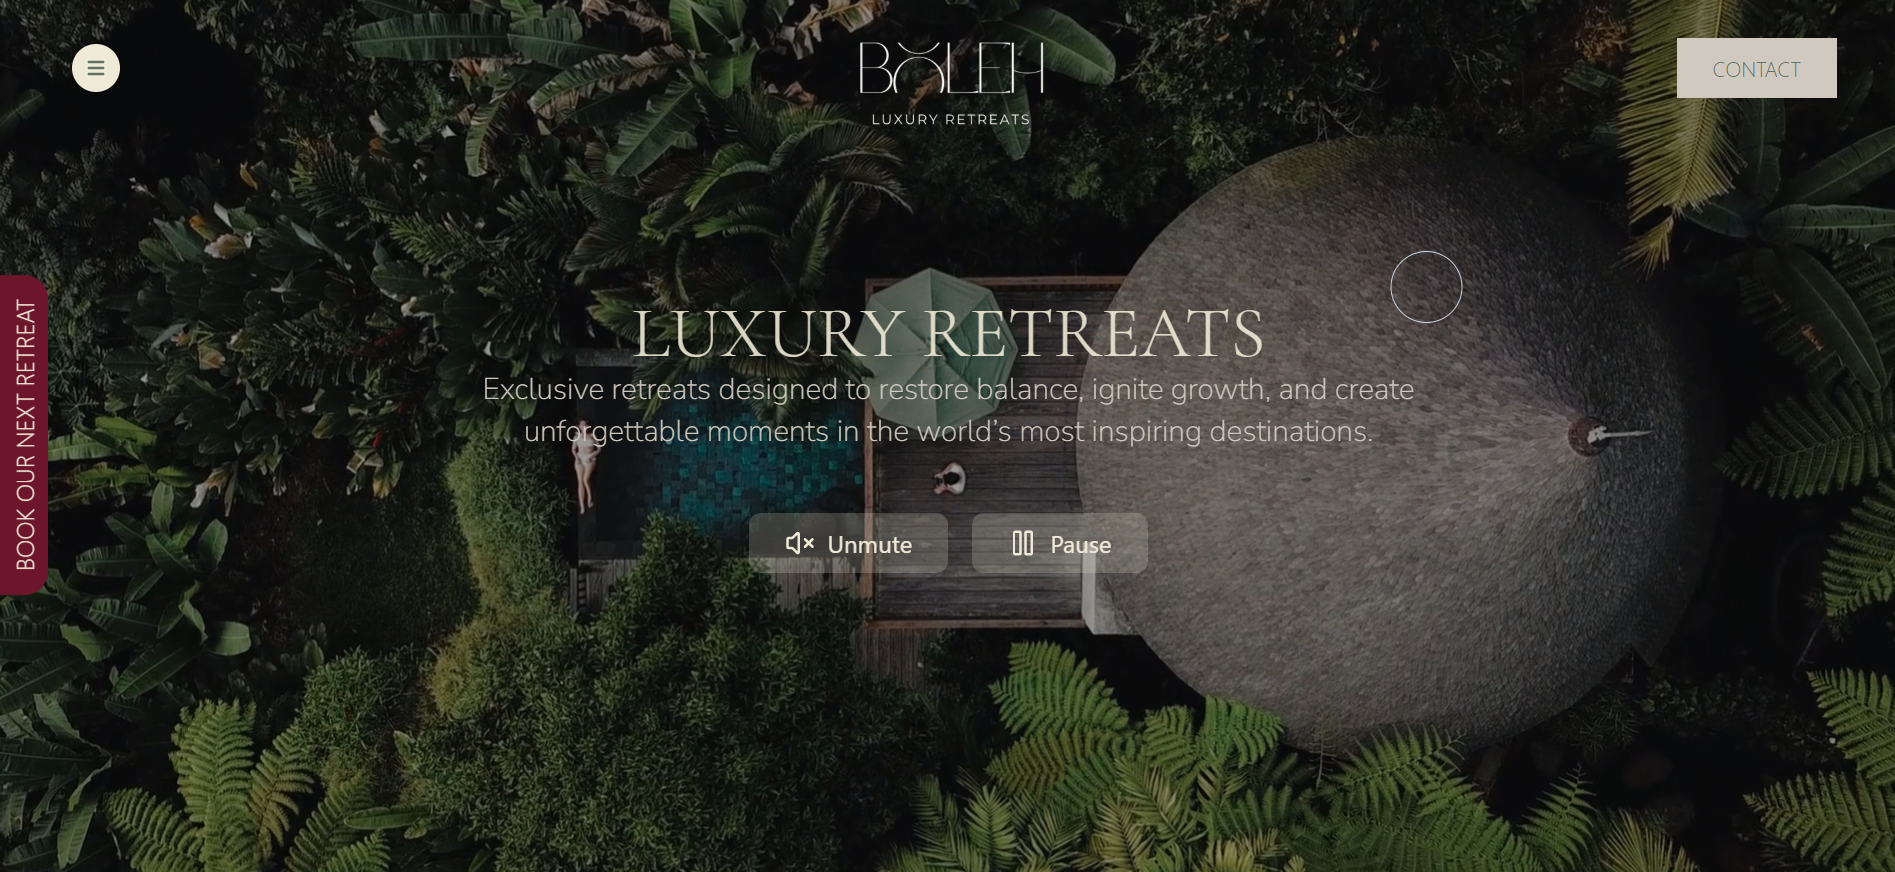 BOLEH
LUXURY RETREATS
CONTACT
BOOK OUR NEXT RETREAT
LUXURY RETREATS
Exclusive retreats designed to restore balance, ignite growth, and create
unforgettable moments in the world’s most inspiring destinations.
Unmute
Pause